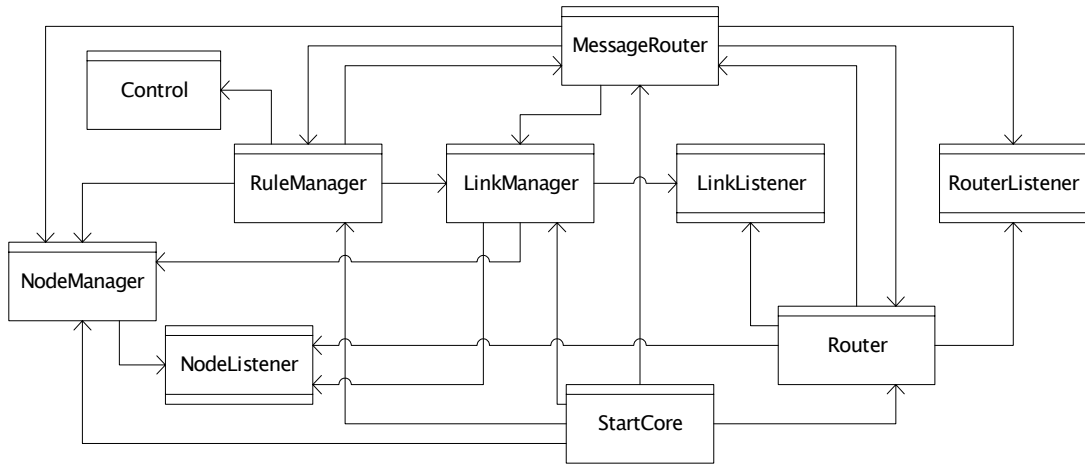 MessageRouter
Control
RuleManager
LinkManager
LinkListener
RouterListener
NodeManager
NodeListener
Router
StartCore